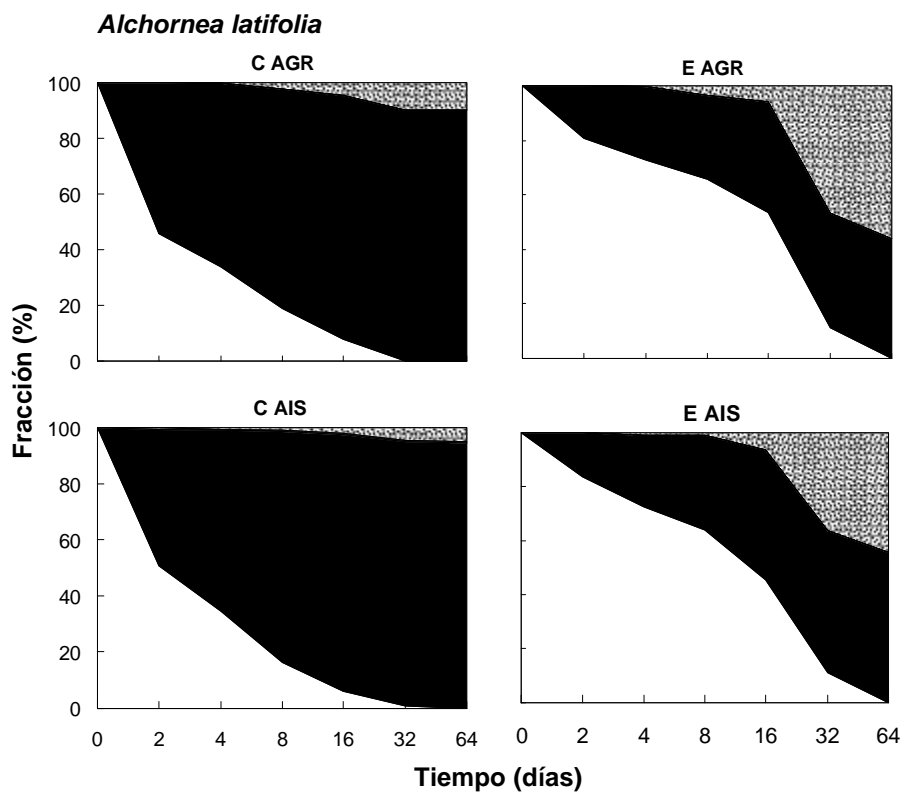 Alchornea latifolia
C AGR
E AGR
100
80
60
40
20
0
C AIS
E AIS
100
80
60
40
20
0
Fracción (%)
0 2 4 8 16 32 64
0 2 4 8 16 32 64
Tiempo (días)